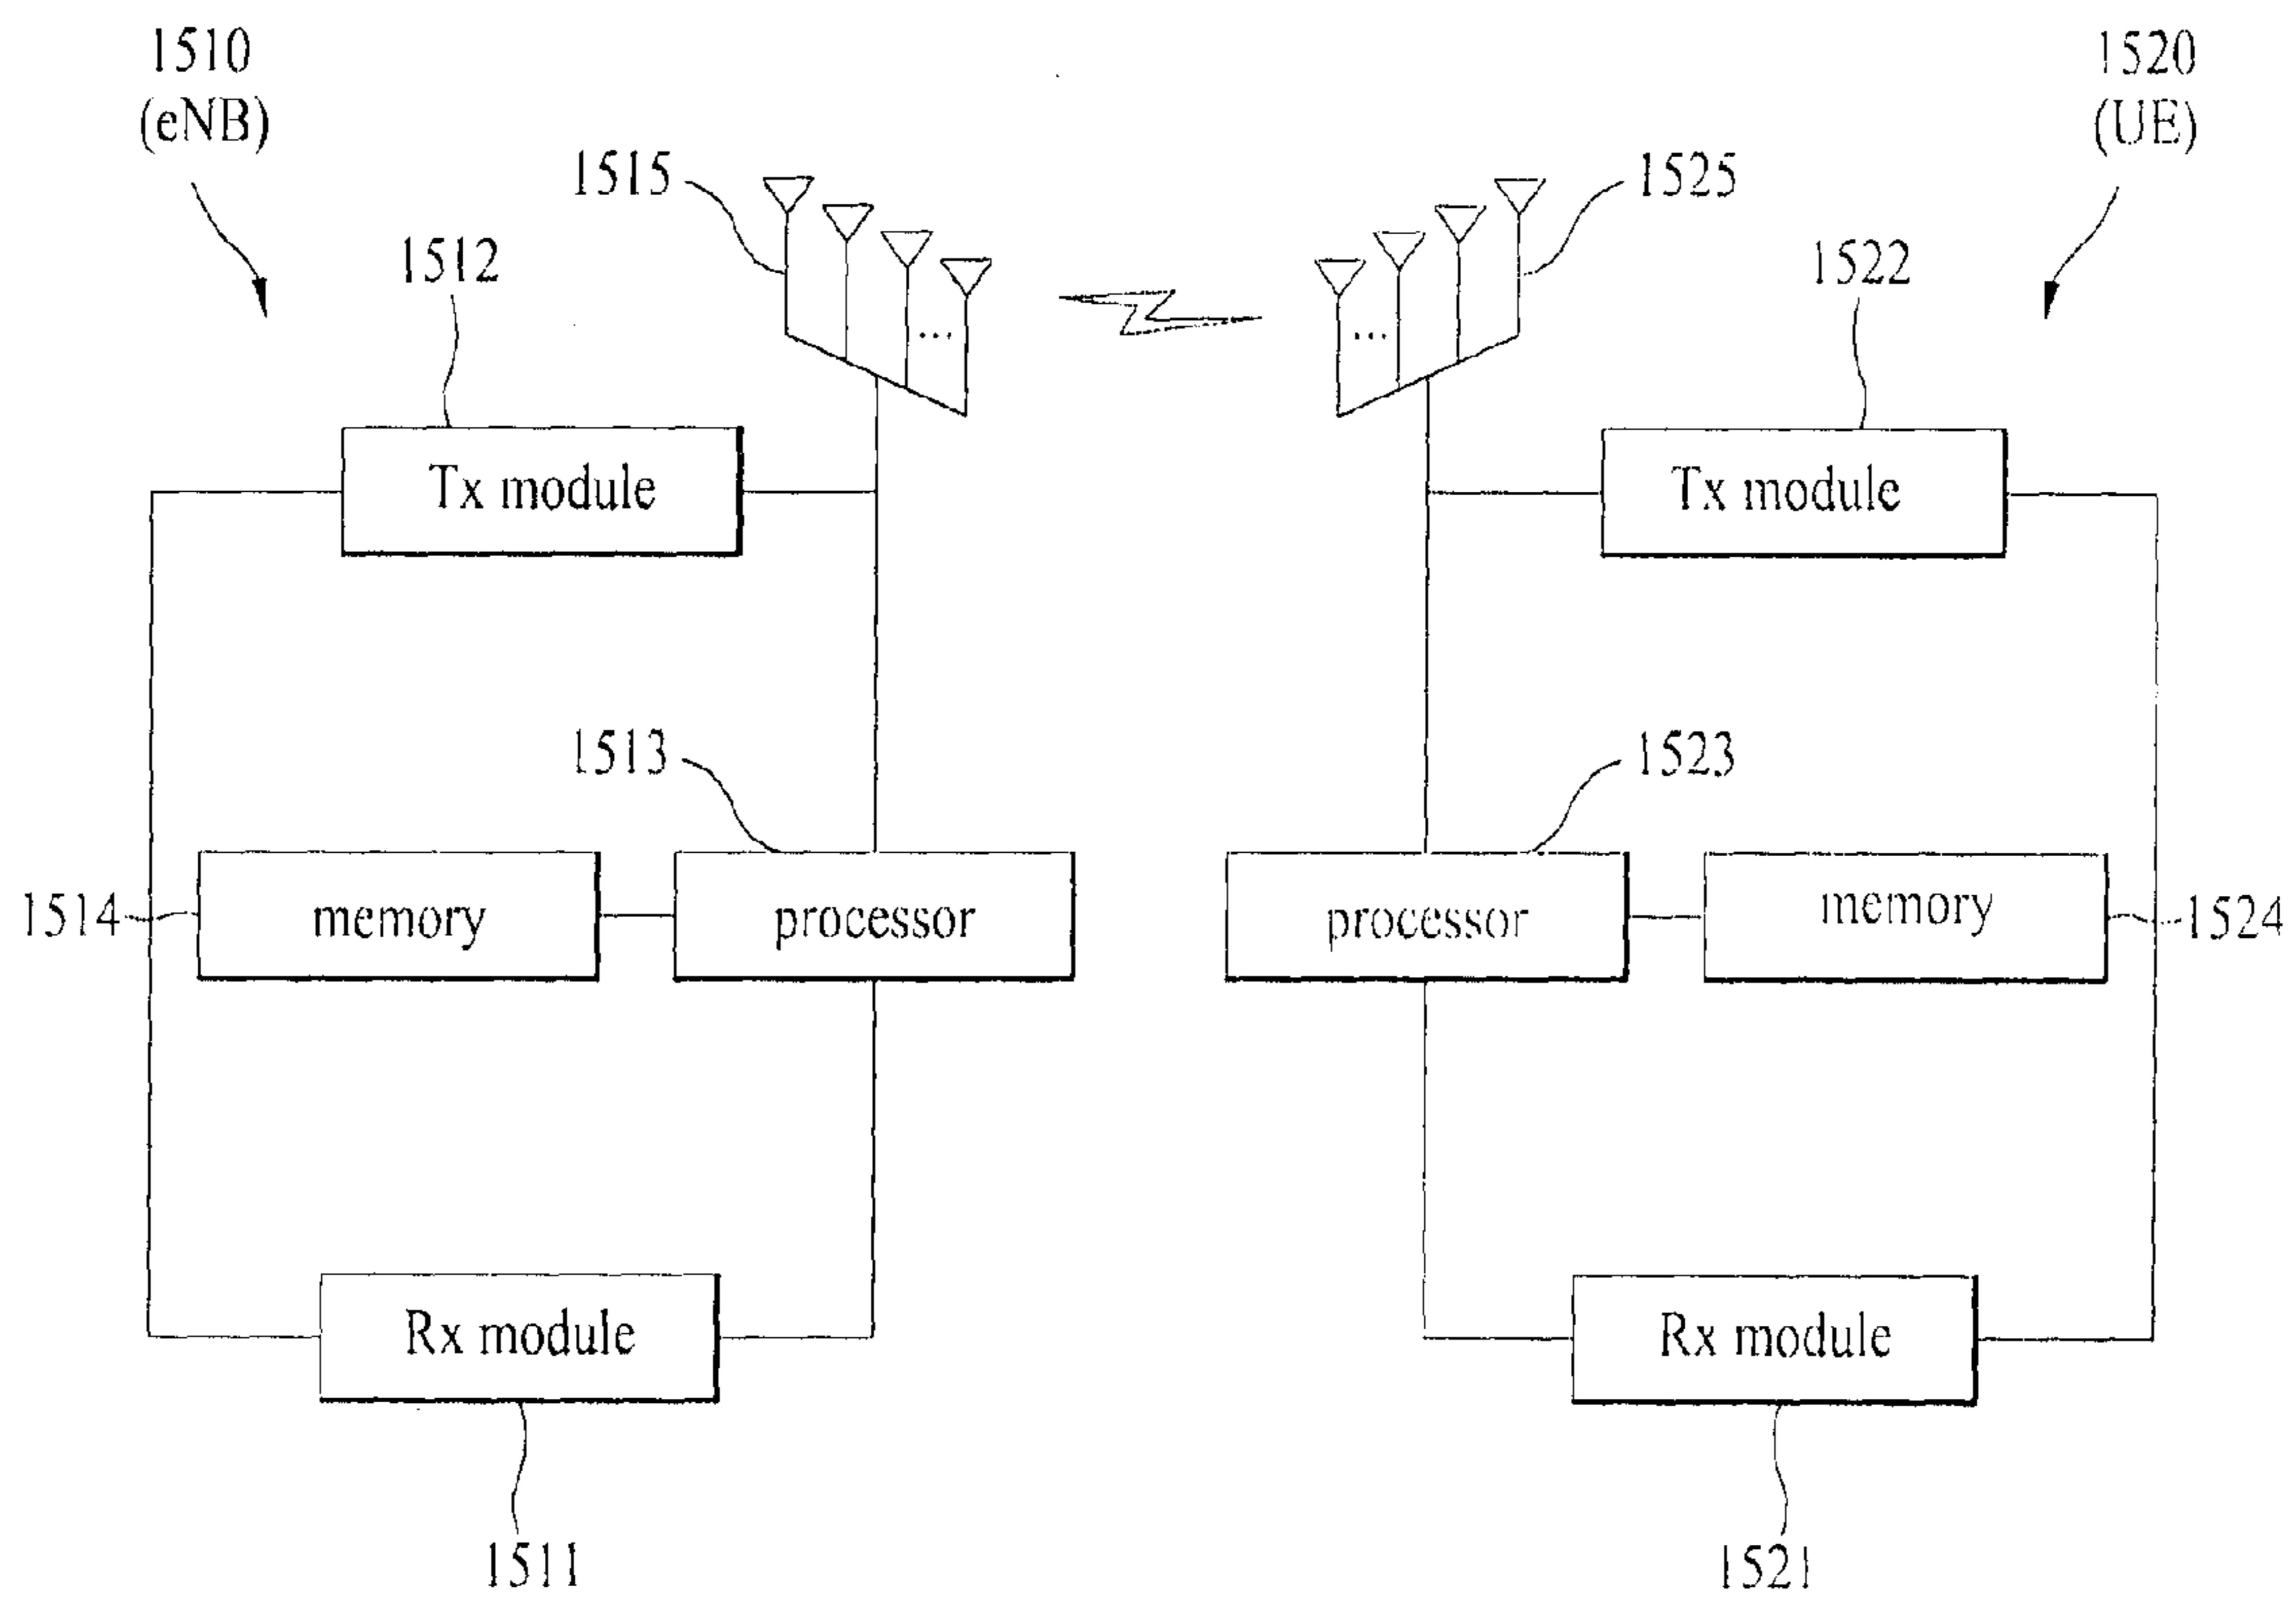 1510
(eNB)
1520
(UE)
1515
1525
1512
1522
...
...
Tx module
Tx module
1513
1523
1514
memory
processor
processor
memory
1524
Rx module
Rx module
1511
1521